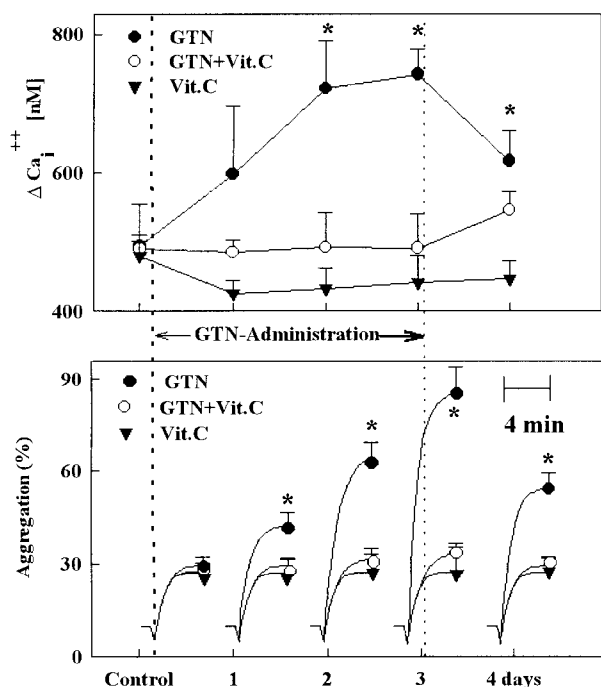 800
600
400
Δ Ca i ++ [nM]
GTN
GTN+Vit.C
Vit.C
*
*
*
GTN-Administration
90
60
30
0
Aggregation (%)
GTN
GTN+Vit.C
Vit.C
*
*
*
*
4 min
Control 1 2 3 4 days